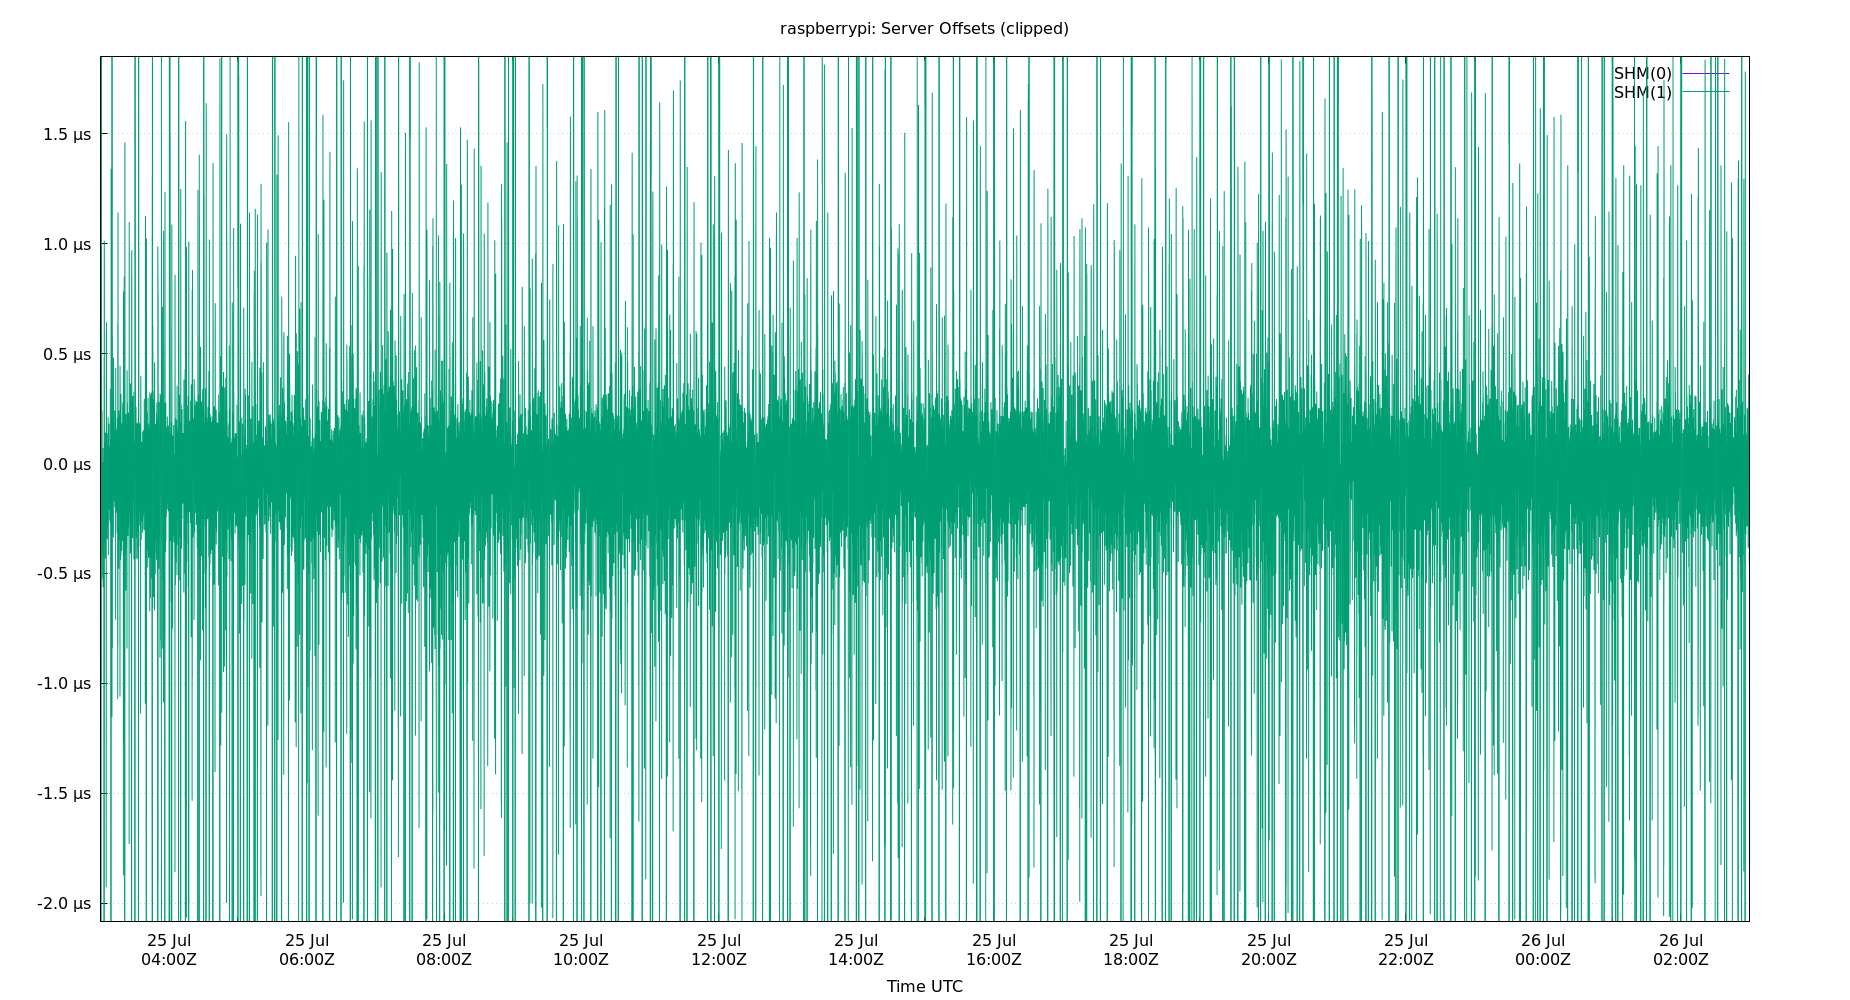 raspberrypi: Server Offsets (clipped)
SHM(0)
SHM(1)
1.5 μs
1.0 μs
0.5 μs
0.0 μs
-0.5 μs
-1.0 μs
-1.5 μs
-2.0 μs
25 Jul 25 Jul 25 Jul 25 Jul 25 Jul 25 Jul 25 Jul 25 Jul 25 Jul 25 Jul 26 Jul 26 Jul
04:00Z 06:00Z 08:00Z 10:00Z 12:00Z 14:00Z 16:00Z 18:00Z 20:00Z 22:00Z 00:00Z 02:00Z
Time UTC